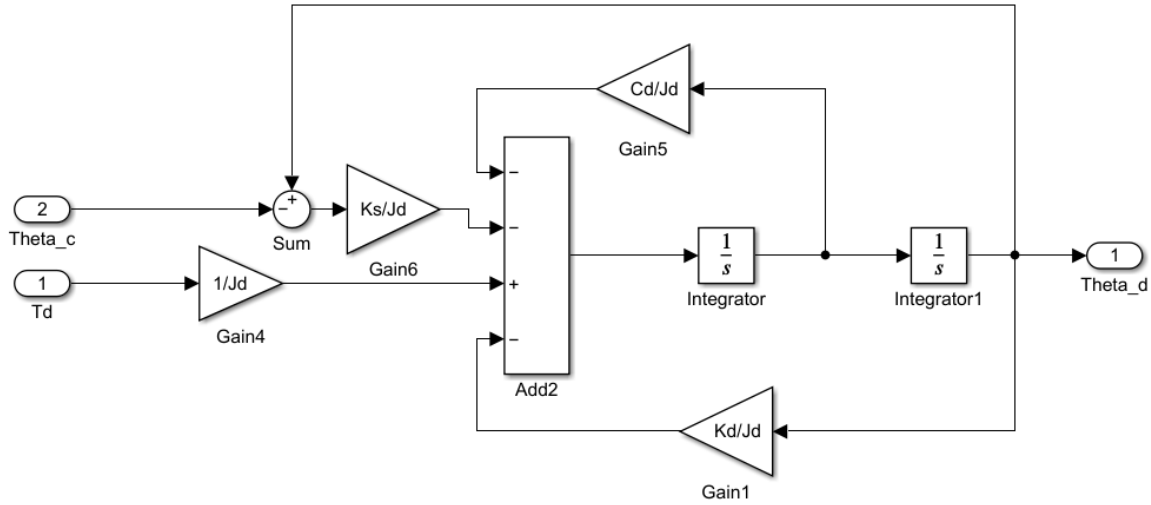 Cd/Jd
Gain5
−
+
−
2
Theta_c
Sum
Ks/Jd
Gain6
−
1
Td
1/Jd
Gain4
+
−
Add2
1
s
Integrator
1
s
Integrator1
1
Theta_d
Kd/Jd
Gain1